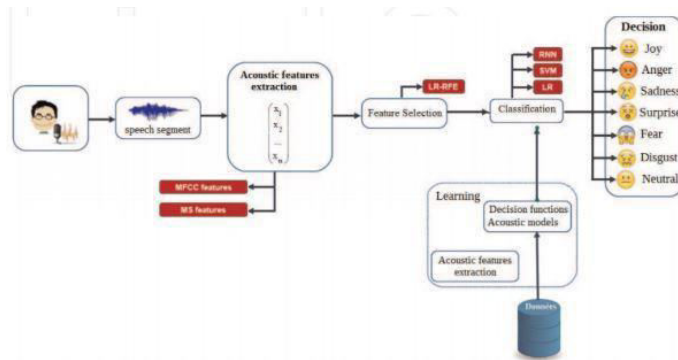 Decision
RNN
SVM
LR
Joy
Anger
Sadness
Surprise
Fear
Disgust
Neutral
Acoustic features
extraction
x1
x2
...
xn
speech segment
LR-RFE
Feature Selection
Classification
MFCC features
MS features
Learning
Decision functions
Acoustic models
Acoustic features
extraction
Données